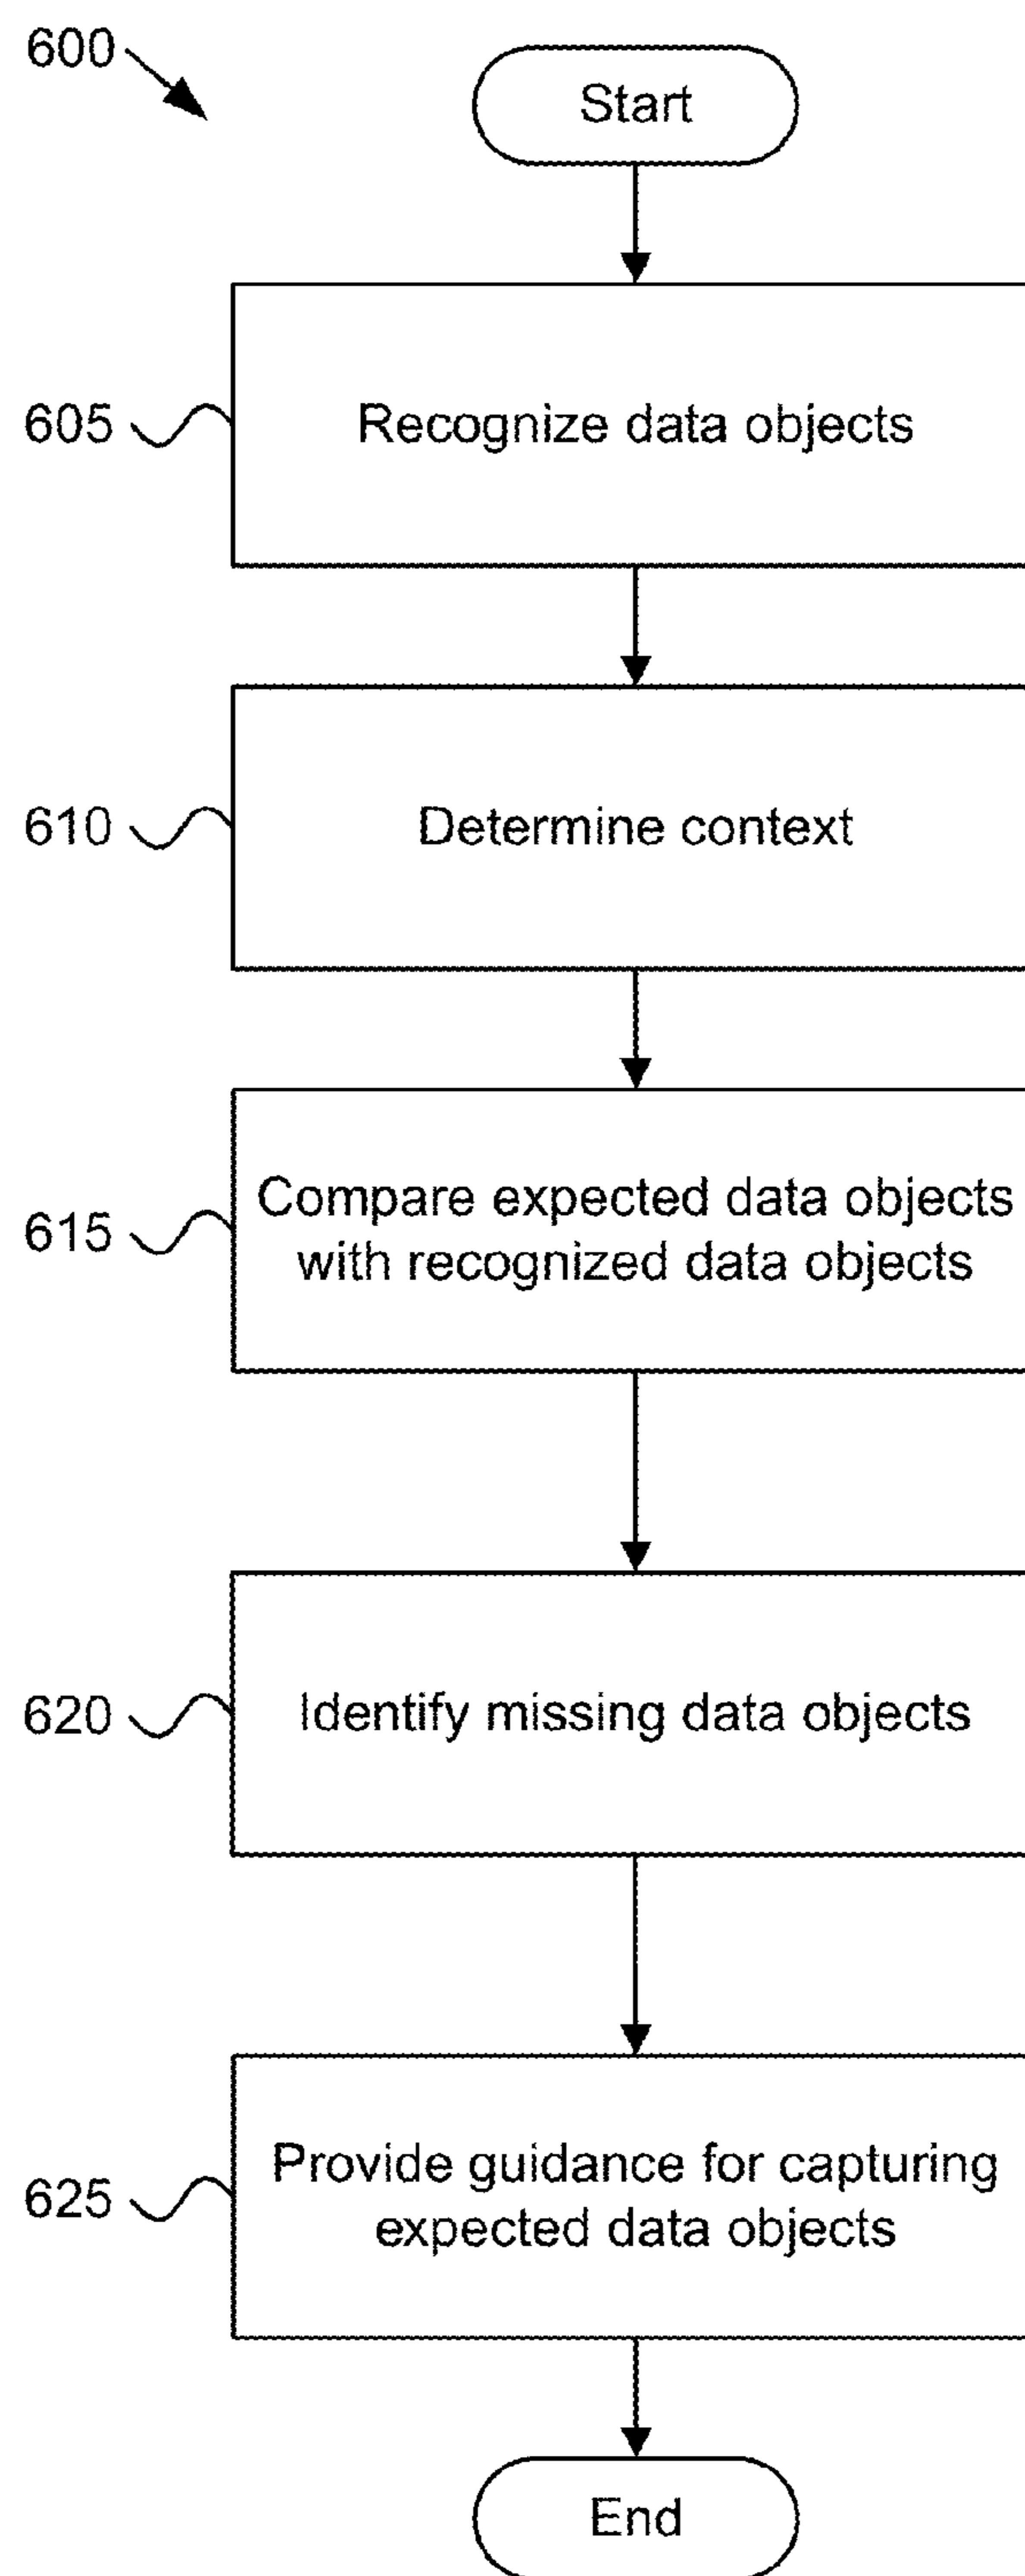 600
Start
605
Recognize data objects
610
Determine context
615
Compare expected data objects
with recognized data objects
620
Identify missing data objects
625
Provide guidance for capturing
expected data objects
End